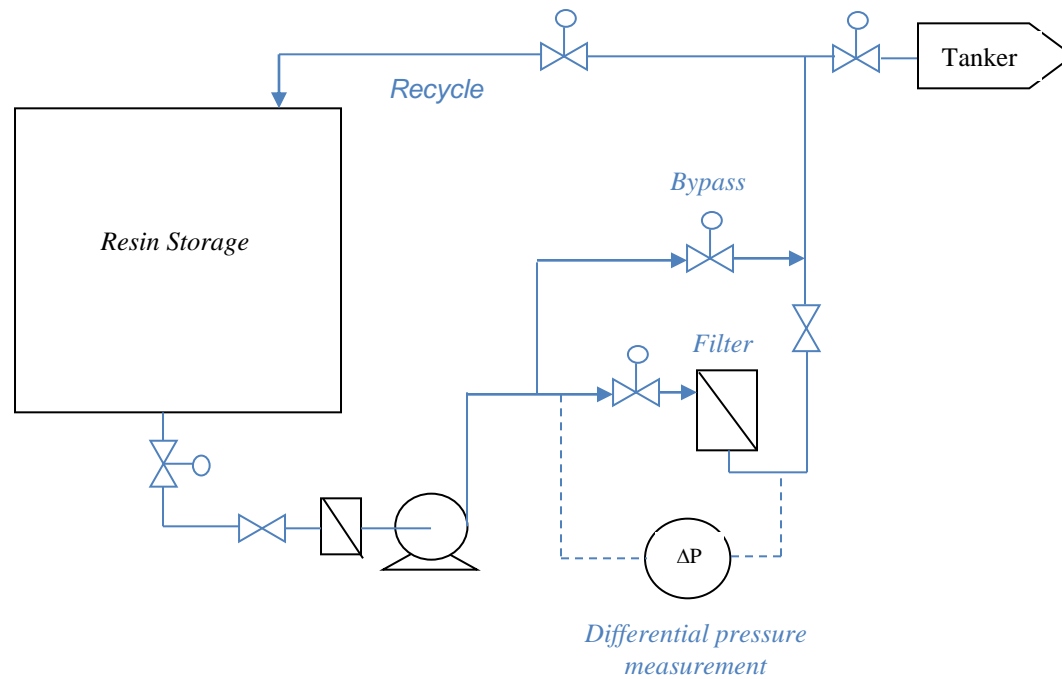 Tanker
Recycle
Bypass
Resin Storage
Filter
ΔP
Differential pressure
measurement